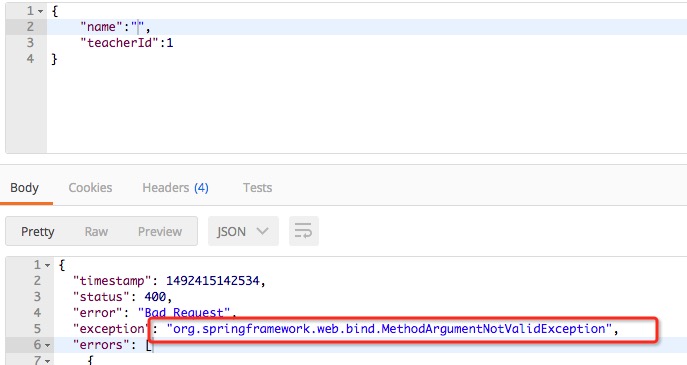 1 {
2 "name":"",
3 "teacherId":1
4 }
Body Cookies Headers (4) Tests
Pretty Raw Preview JSON
1 {
2 "timestamp": 1492415142534,
3 "status": 400,
4 "error": "Bad Request",
5 "exception": "org.springframework.web.bind.MethodArgumentNotValidException",
6 "errors": [
7 {